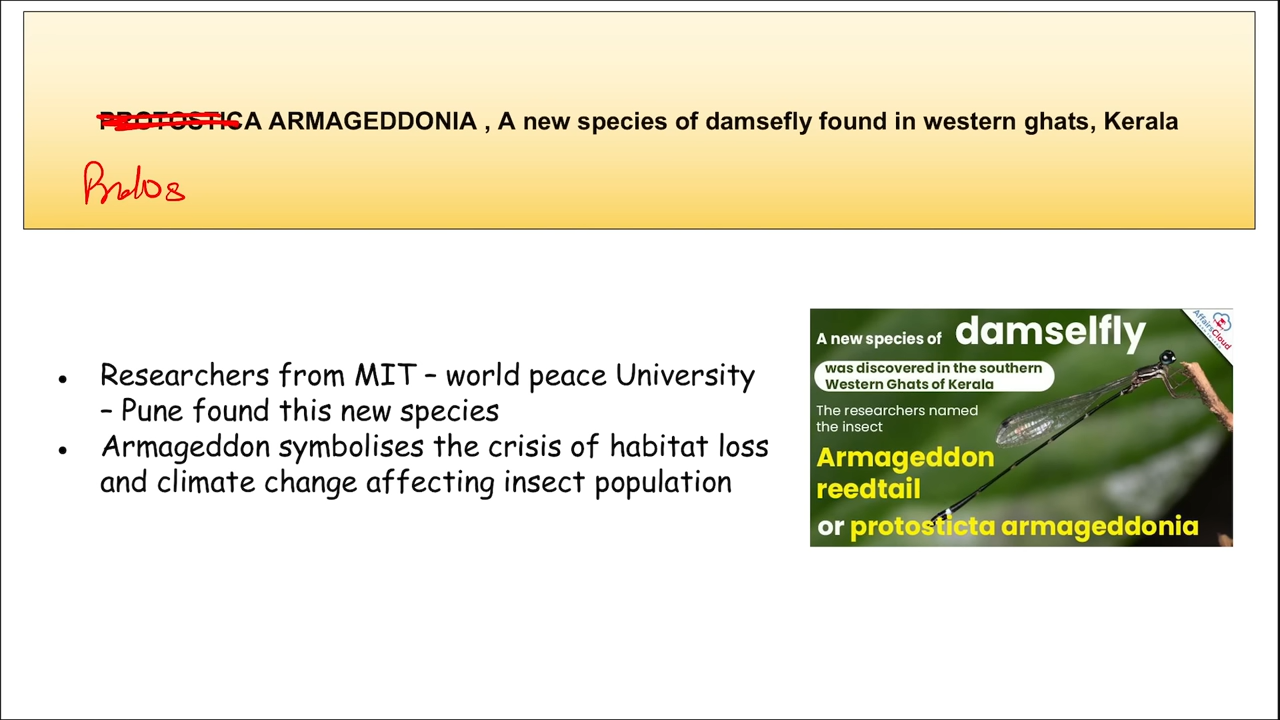 PROTOSTICA ARMAGEDDONIA , A new species of damsefly found in western ghats, Kerala
• Researchers from MIT – world peace University
– Pune found this new species
• Armageddon symbolises the crisis of habitat loss
and climate change affecting insect population
A new species of damselfly
was discovered in the southern
Western Ghats of Kerala
The researchers named
the insect
Armageddon
reedtail
or protosticta armageddonia
AffairsCloud